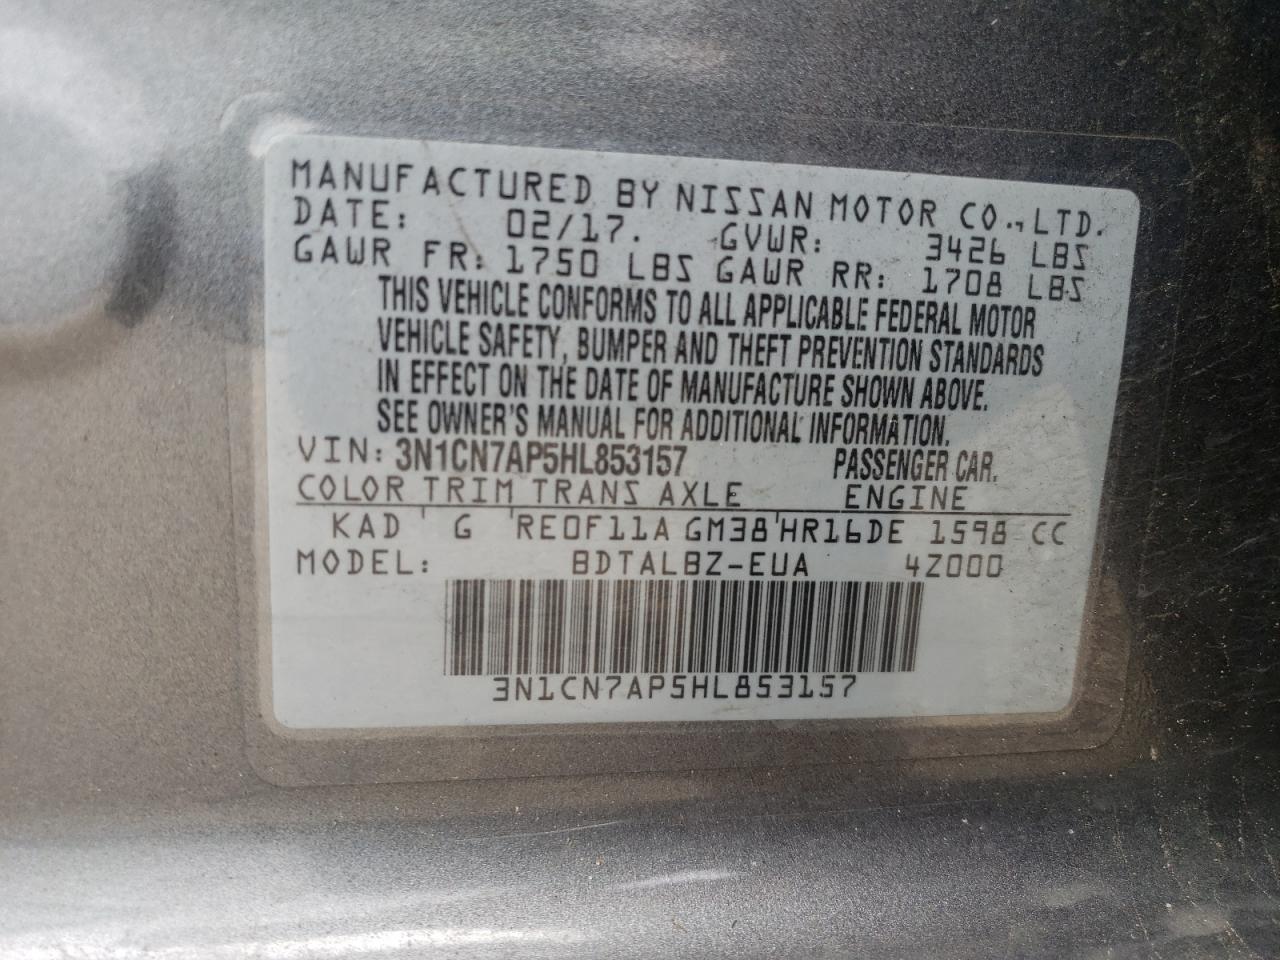 MANUFACTURED BY NISSAN MOTOR CO.,LTD.
DATE: 02/17. GVWR: 3426 LBS
GAWR FR: 1750 LBS GAWR RR: 1708 LBS
THIS VEHICLE CONFORMS TO ALL APPLICABLE FEDERAL MOTOR
VEHICLE SAFETY, BUMPER AND THEFT PREVENTION STANDARDS
IN EFFECT ON THE DATE OF MANUFACTURE SHOWN ABOVE.
SEE OWNER'S MANUAL FOR ADDITIONAL INFORMATION.
VIN: 3N1CN7AP5HL853157 PASSENGER CAR.
COLOR TRIM TRANS AXLE ENGINE
KAD G RE0F11A GM38 HR16DE 1598 CC
MODEL: BDTALBZ-EUA 4Z000
3N1CN7AP5HL853157